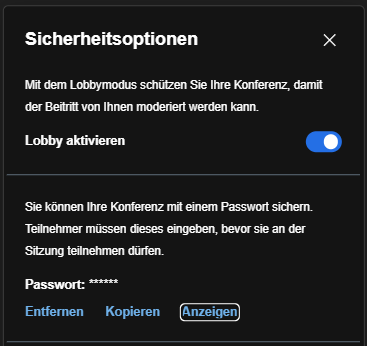 Sicherheitsoptionen
Mit dem Lobbymodus schützen Sie Ihre Konferenz, damit
der Beitritt von Ihnen moderiert werden kann.
Lobby aktivieren
Sie können Ihre Konferenz mit einem Passwort sichern.
Teilnehmer müssen dieses eingeben, bevor sie an der
Sitzung teilnehmen dürfen.
Passwort: ******
Entfernen Kopieren Anzeigen